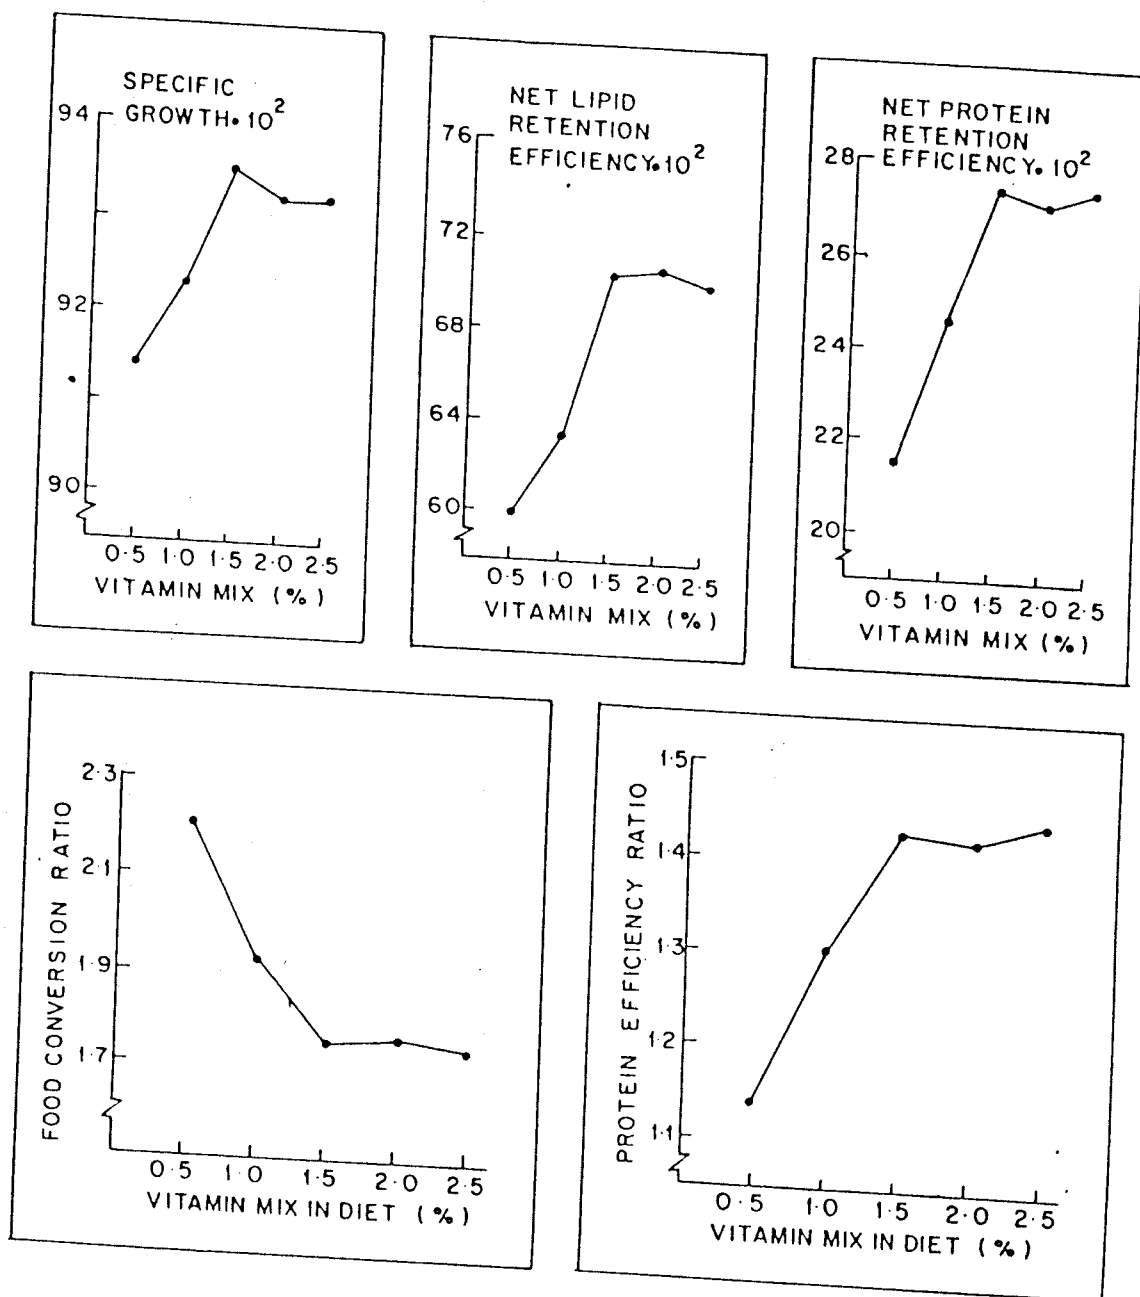 SPECIFIC
GROWTH·10²
94
92
90
0·5 1·0 1·5 2·0 2·5
VITAMIN MIX (%)
NET LIPID
RETENTION
EFFICIENCY·10²
76
72
68
64
60
0·5 1·0 1·5 2·0 2·5
VITAMIN MIX (%)
NET PROTEIN
RETENTION
EFFICIENCY·10²
28
26
24
22
20
0·5 1·0 1·5 2·0 2·5
VITAMIN MIX (%)
FOOD CONVERSION RATIO
2·3
2·1
1·9
1·7
0·5 1·0 1·5 2·0 2·5
VITAMIN MIX IN DIET (%)
PROTEIN EFFICIENCY RATIO
1·5
1·4
1·3
1·2
1·1
0·5 1·0 1·5 2·0 2·5
VITAMIN MIX IN DIET (%)